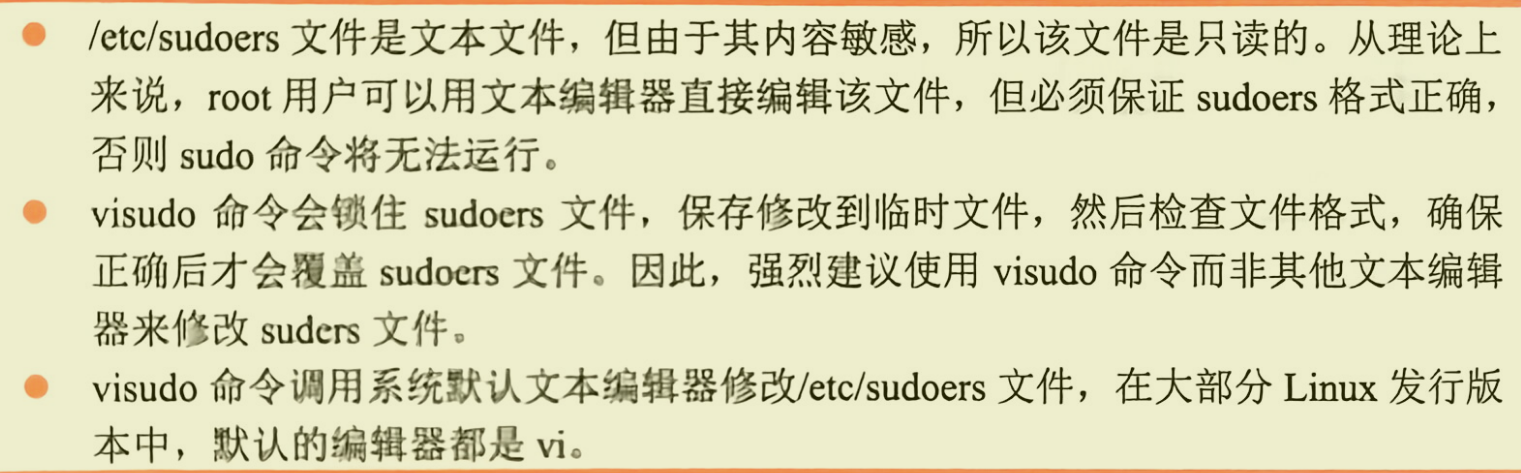 /etc/sudoers 文件是文本文件，但由于其内容敏感，所以该文件是只读的。从理论上
来说，root 用户可以用文本编辑器直接编辑该文件，但必须保证 sudoers 格式正确，
否则 sudo 命令将无法运行。
visudo 命令会锁住 sudoers 文件，保存修改到临时文件，然后检查文件格式，确保
正确后才会覆盖 sudoers 文件。因此，强烈建议使用 visudo 命令而非其他文本编辑
器来修改 suders 文件。
visudo 命令调用系统默认文本编辑器修改/etc/sudoers 文件，在大部分 Linux 发行版
本中，默认的编辑器都是 vi。